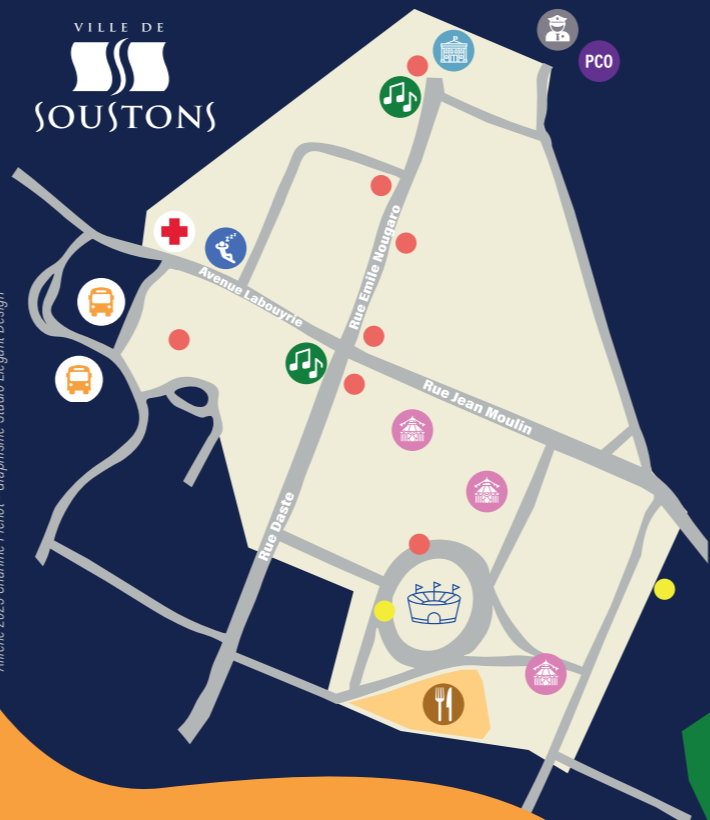 VILLE DE
SOUSTONS
PCO
Rue Emile Nougaro
Avenue Labouyrie
Rue Jean Moulin
Rue Daste